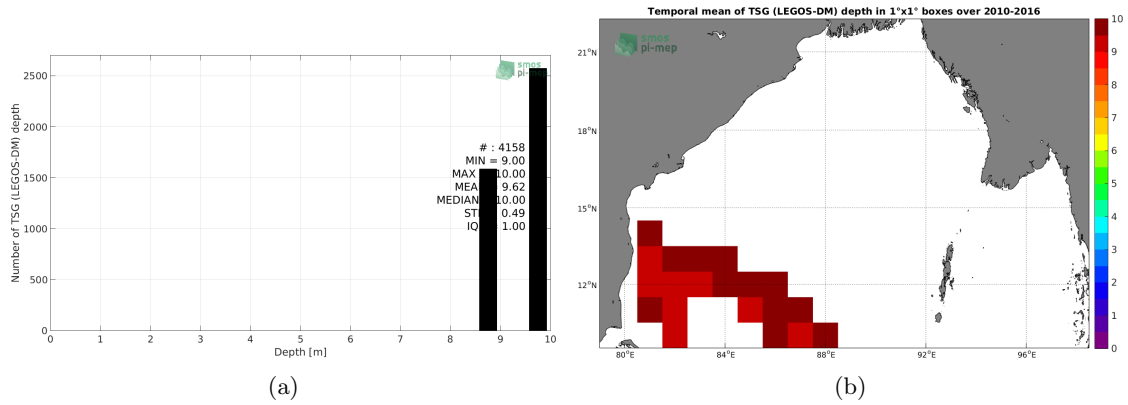 Temporal mean of TSG (LEGOS-DM) depth in 1°x1° boxes over 2010-2016
smos
pi-mep
Number of TSG (LEGOS-DM) depth
2500
2000
1500
1000
500
0
# : 4158
MIN = 9.00
MAX 10.00
MEA 9.62
MEDIAN 10.00
ST 0.49
IQ 1.00
0 1 2 3 4 5 6 7 8 9 10
Depth [m]
(a)
smos
pi-mep
21°N
18°N
15°N
12°N
80°E 84°E 88°E 92°E 96°E
10
9
8
7
6
5
4
3
2
1
0
(b)